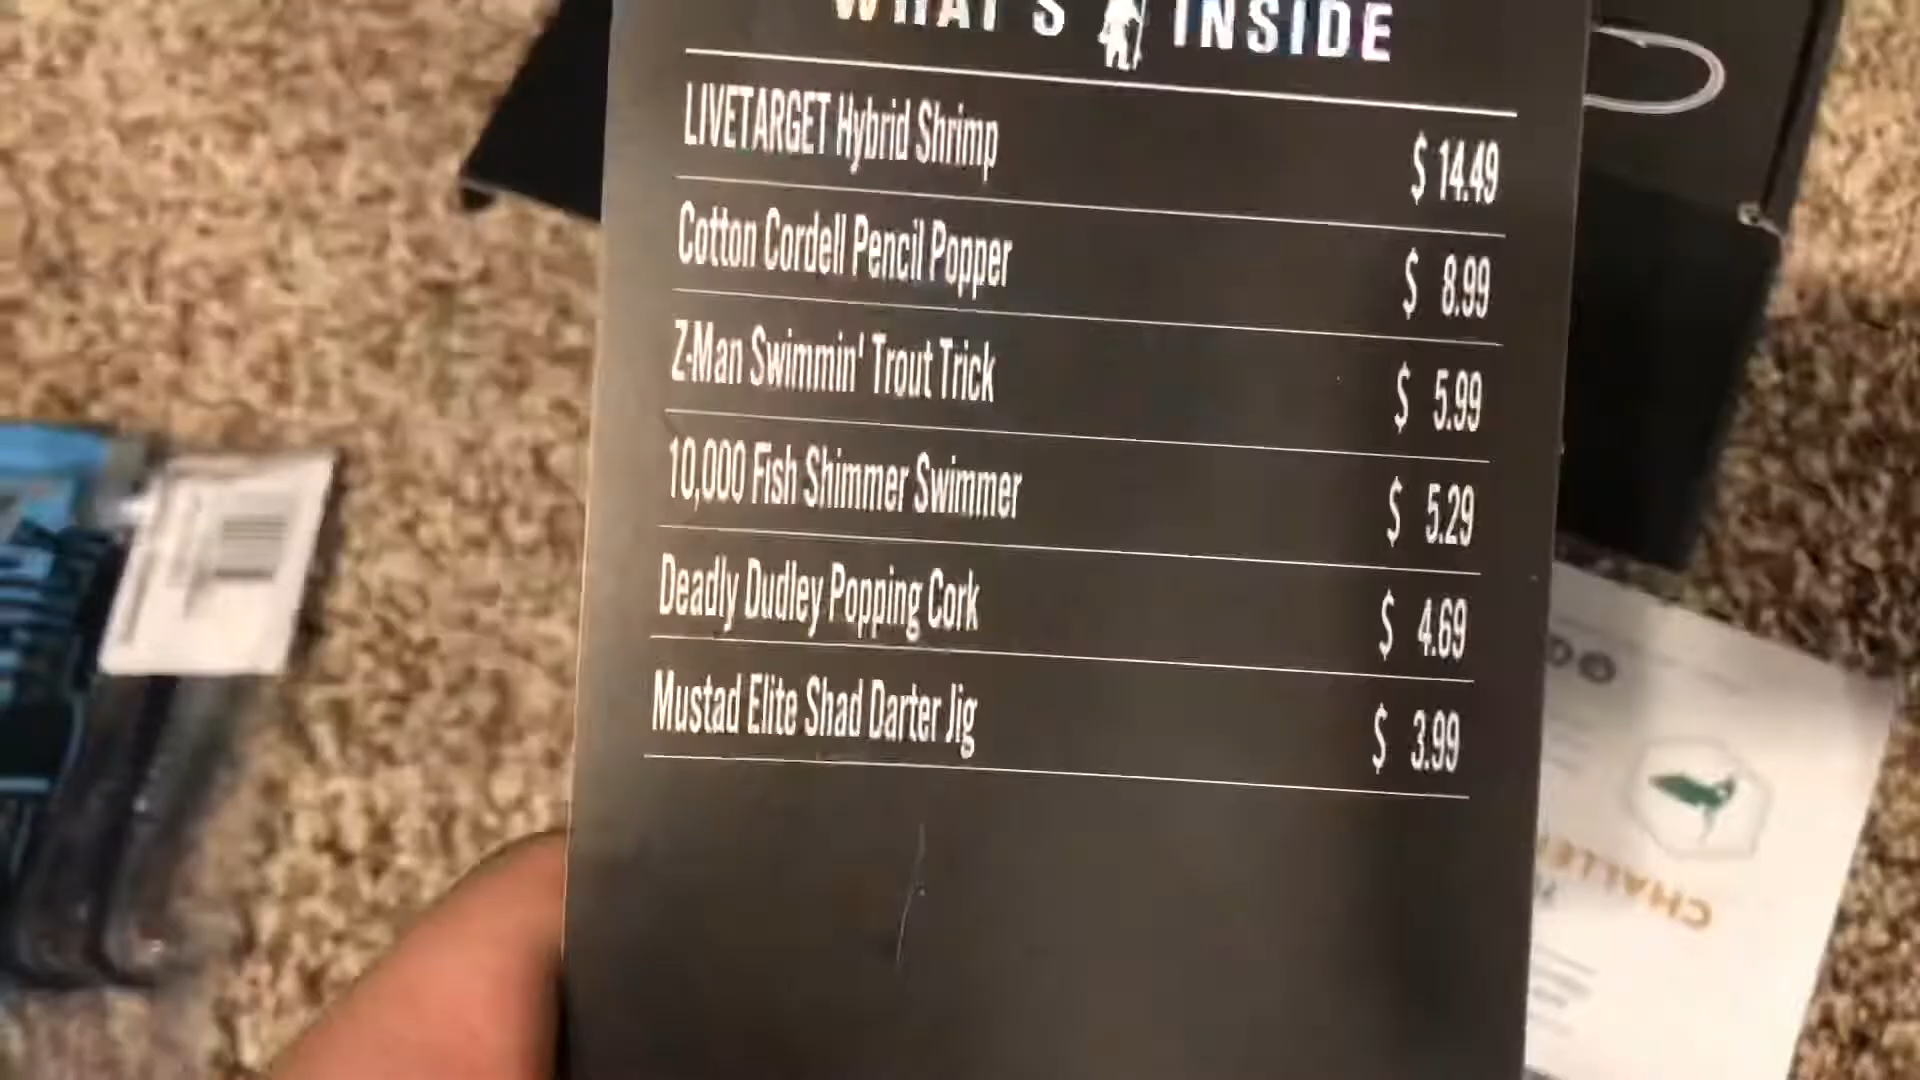 WHAT'S INSIDE
LIVETARGET Hybrid Shrimp $ 14.49
Cotton Cordell Pencil Popper $ 8.99
Z-Man Swimmin' Trout Trick $ 5.99
10,000 Fish Shimmer Swimmer $ 5.29
Deadly Dudley Popping Cork $ 4.69
Mustad Elite Shad Darter Jig $ 3.99